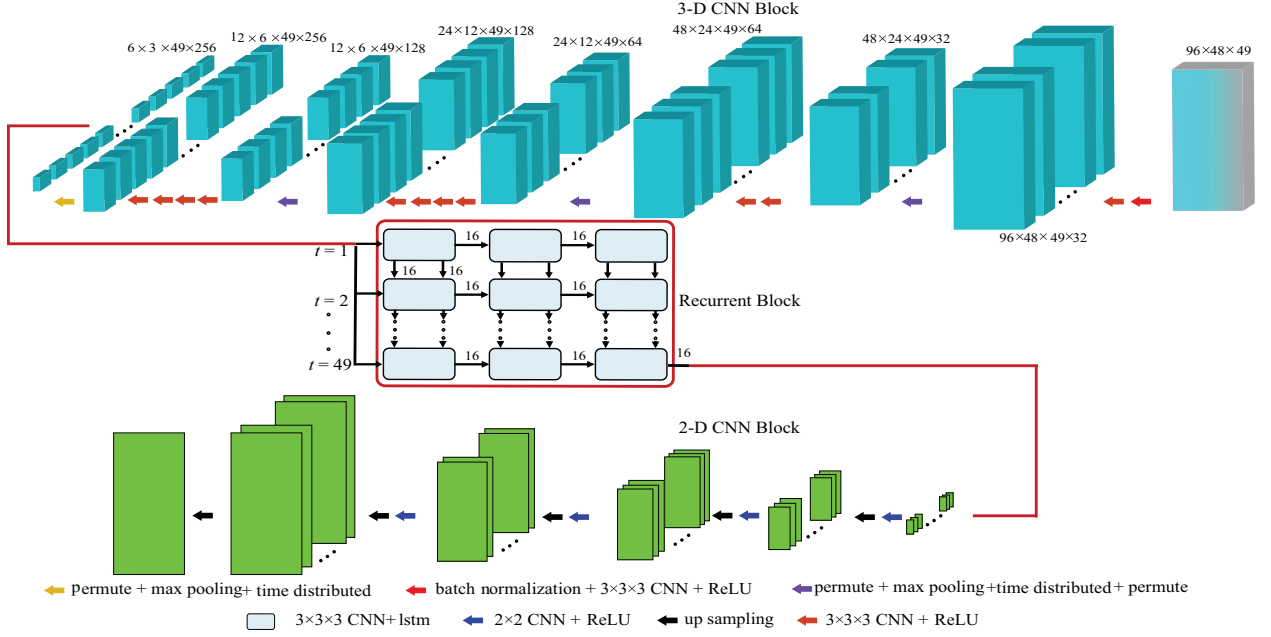 3-D CNN Block
6 × 3 ×49×256
12 × 6 ×49×256
12 × 6 ×49×128
24×12×49×128
24×12×49×64
48×24×49×64
48×24×49×32
96×48×49
96×48×49×32
t = 1
16
16
16
16
t = 2
16
16
Recurrent Block
t = 49
16
16
16
2-D CNN Block
permute + max pooling+ time distributed
batch normalization + 3×3×3 CNN + ReLU
permute + max pooling +time distributed + permute
3×3×3 CNN+ lstm
2×2 CNN + ReLU
up sampling
3×3×3 CNN + ReLU